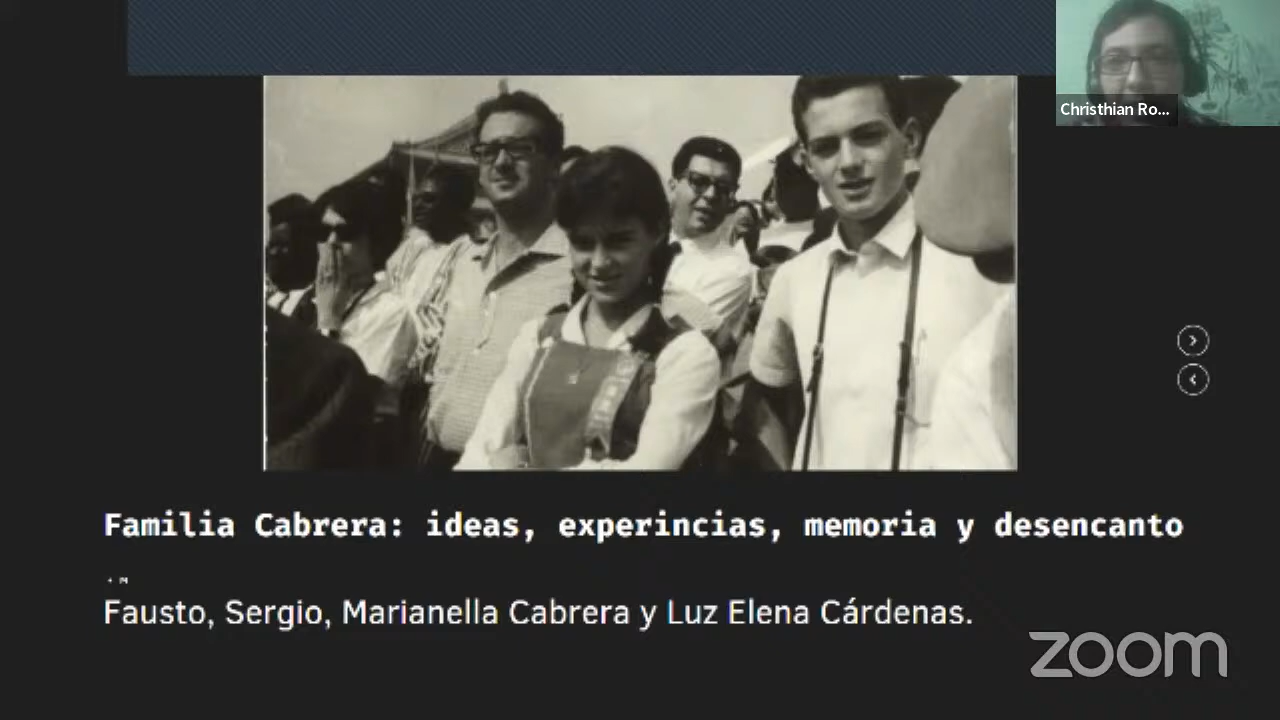 Christhian Ro...
Familia Cabrera: ideas, experincias, memoria y desencanto
Fausto, Sergio, Marianella Cabrera y Luz Elena Cárdenas.
zoom